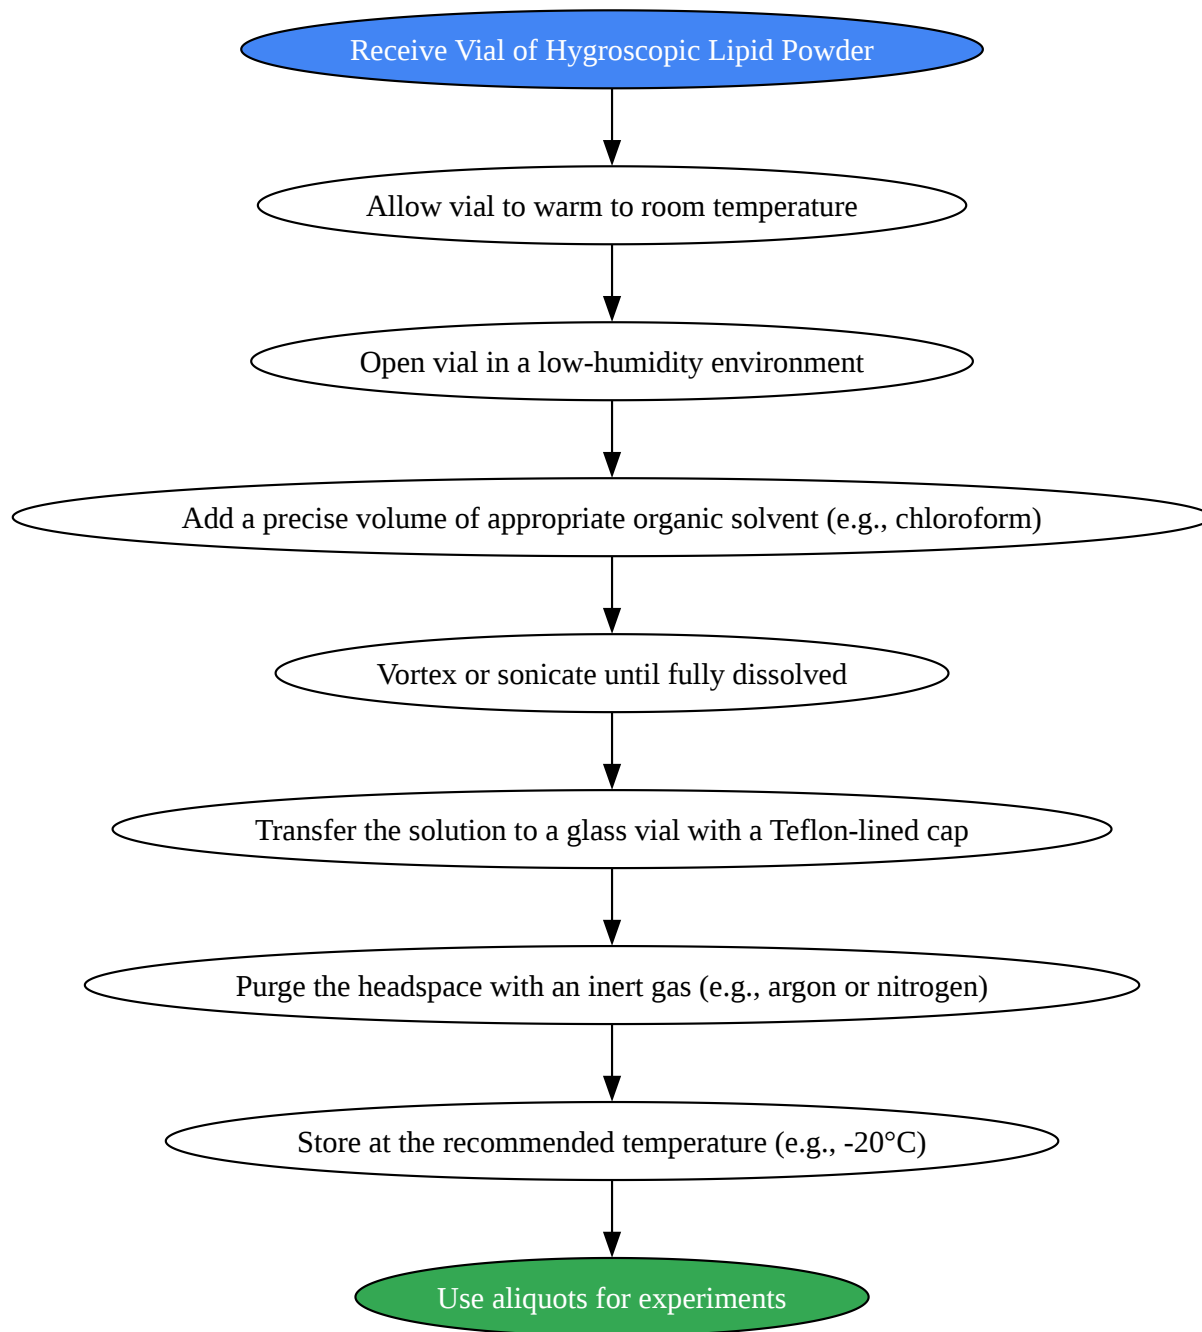 Receive Vial of Hygroscopic Lipid Powder
Allow vial to warm to room temperature
Open vial in a low-humidity environment
Add a precise volume of appropriate organic solvent (e.g., chloroform)
Vortex or sonicate until fully dissolved
Transfer the solution to a glass vial with a Teflon-lined cap
Purge the headspace with an inert gas (e.g., argon or nitrogen)
Store at the recommended temperature (e.g., -20°C)
Use aliquots for experiments